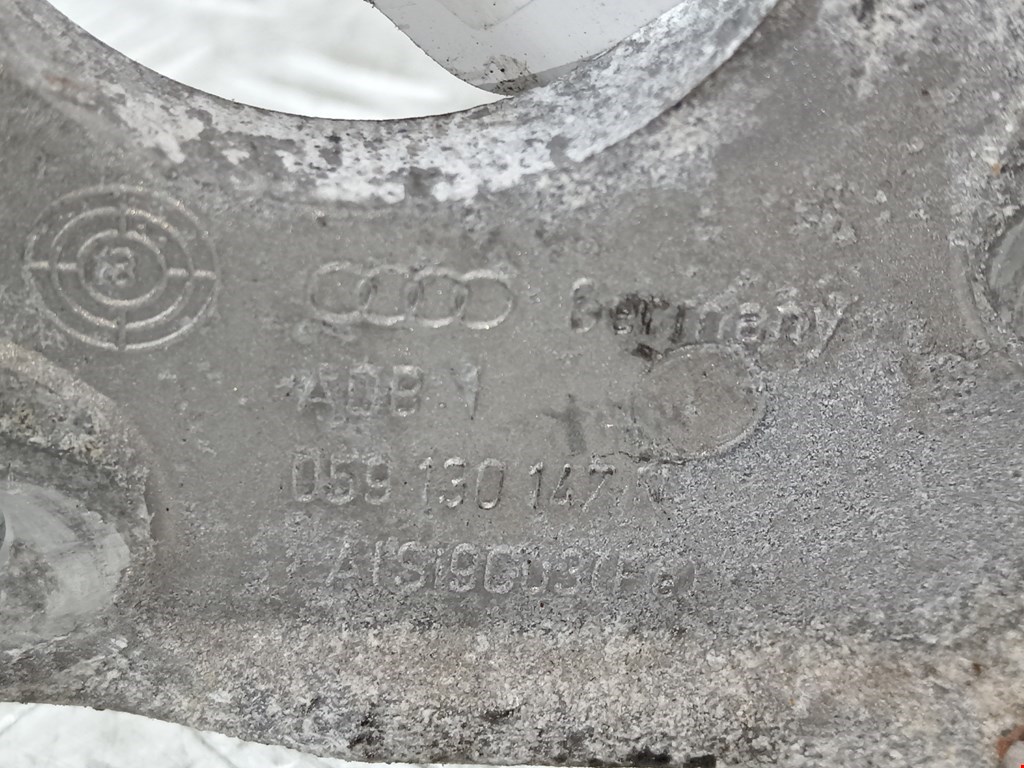 Germany
ADB 1
059 130 147 N
AlSi9Cu3(Fe)